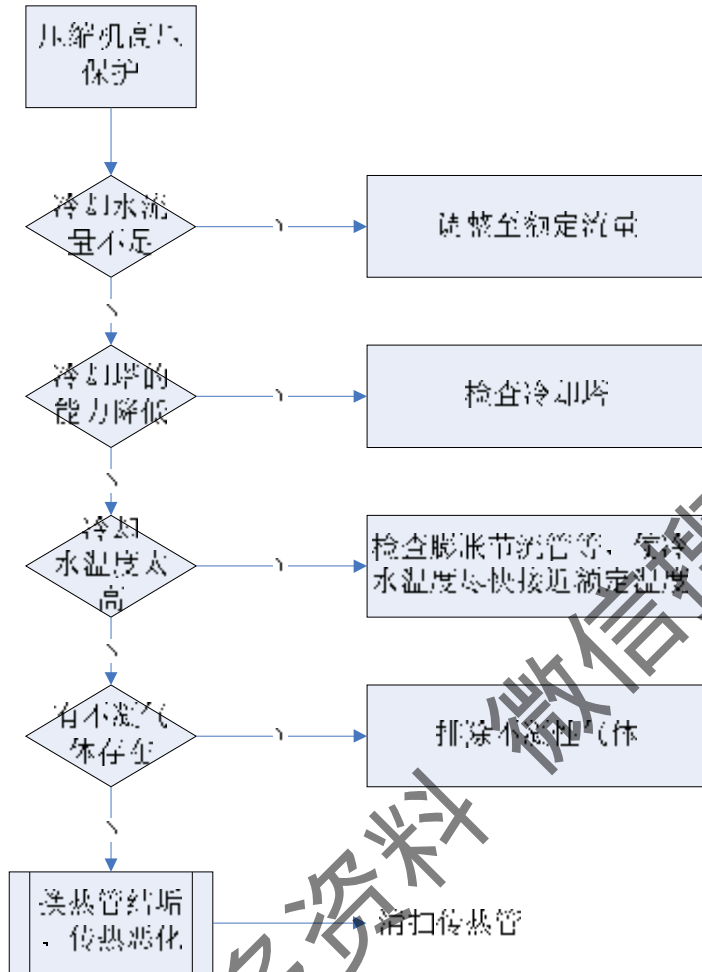 压缩机高压
保护
冷却水流
量不足
调整至额定流量
冷却塔的
能力降低
检查冷却塔
冷却
水温度太
高
检查膨胀节流管等，使冷
水温度尽快接近额定温度
有不凝气
体存在
排除不凝性气体
换热管结垢
、传热恶化
清扫传热管
资料 微信搜